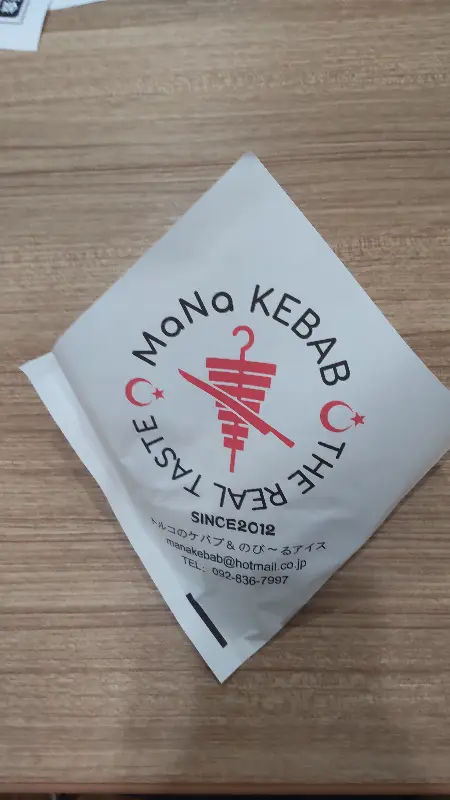 MaNa KEBAB
THE REAL TASTE
SINCE2012
トルコのケバブ& のび〜るアイス
manakebab@hotmail.co.jp
TEL: 092-836-7997